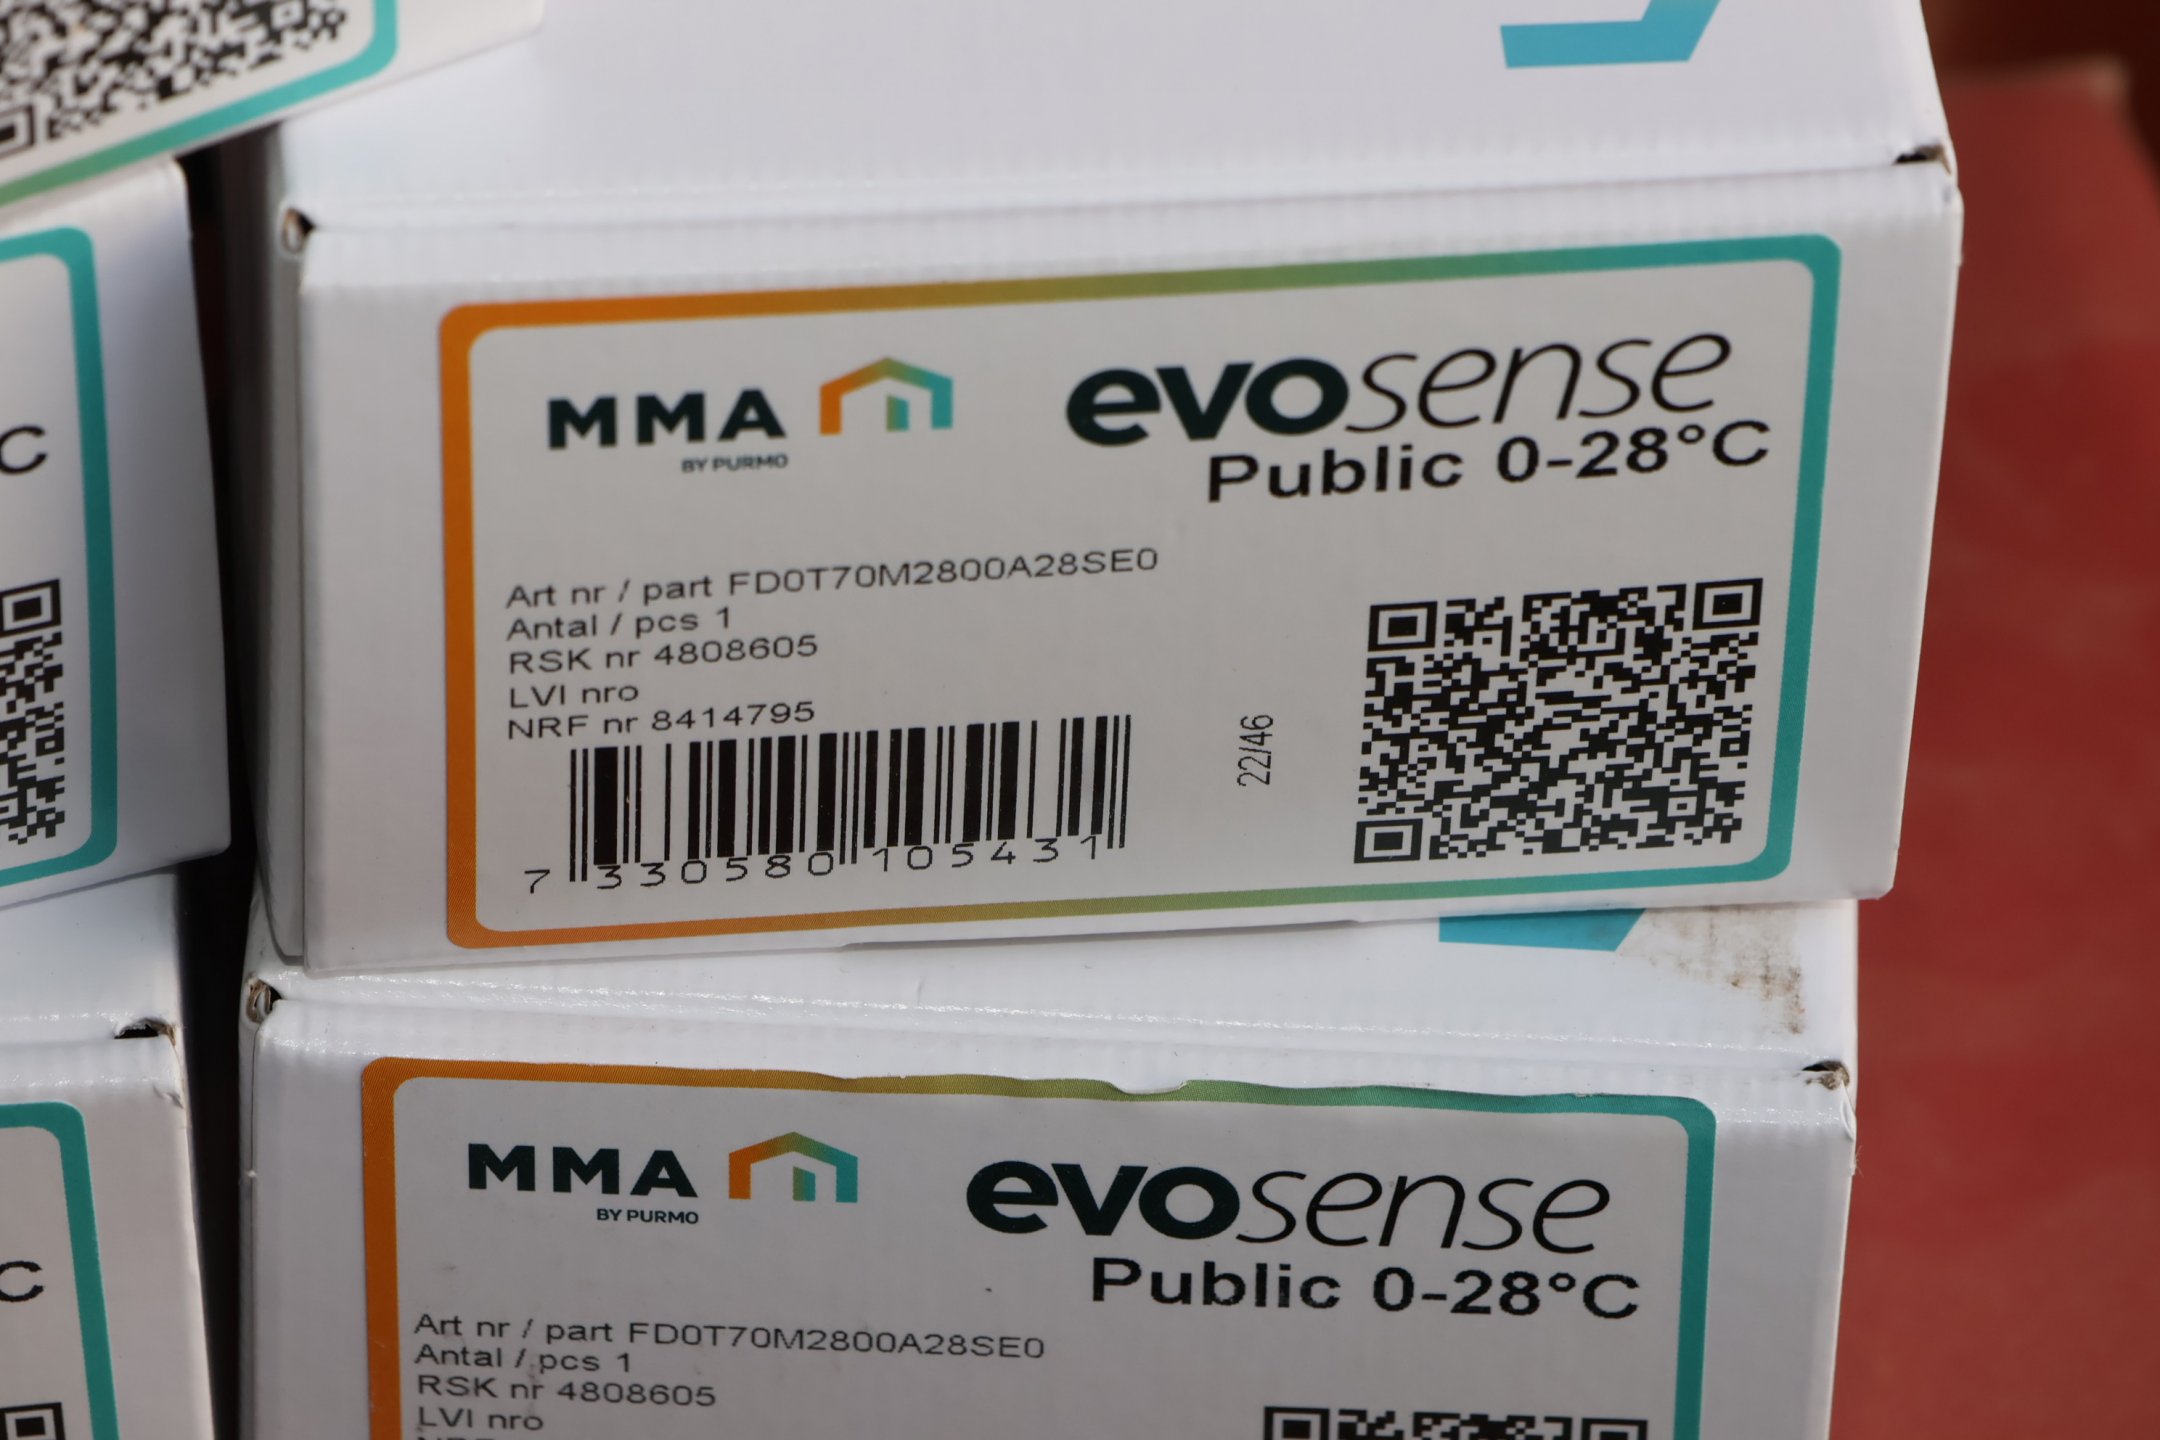 MMA
BY PURMO
evosense
Public 0-28°C
Art nr / part FD0T70M2800A28SE0
Antal / pcs 1
RSK nr 4808605
LVI nro
NRF nr 8414795
7 330580 105431
22/46
C
MMA
BY PURMO
evosense
Public 0-28°C
Art nr / part FD0T70M2800A28SE0
Antal / pcs 1
RSK nr 4808605
LVI nro
C